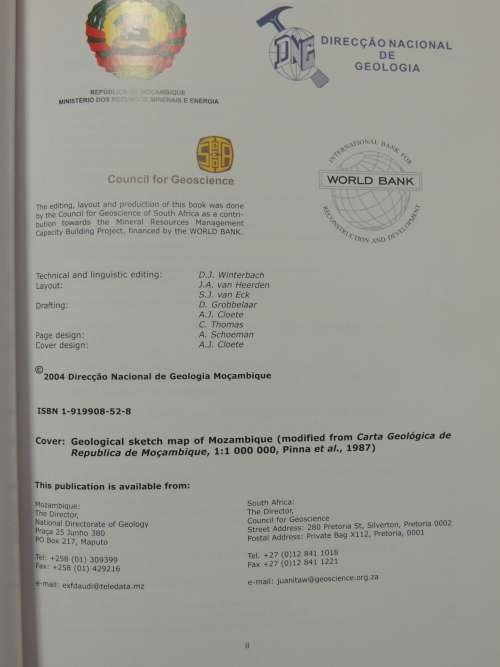 DNG
DIRECÇÃO NACIONAL
DE
GEOLOGIA
REPÚBLICA DE MOÇAMBIQUE
MINISTÉRIO DOS RECURSOS MINERAIS E ENERGIA
Council for Geoscience
INTERNATIONAL BANK FOR
WORLD BANK
RECONSTRUCTION AND DEVELOPMENT
The editing, layout and production of this book was done
by the Council for Geoscience of South Africa as a contri-
bution towards the Mineral Resources Management
Capacity Building Project, financed by the WORLD BANK.
Technical and linguistic editing: D.J. Winterbach
Layout: J.A. van Heerden
S.J. van Eck
Drafting: D. Grobbelaar
A.J. Cloete
C. Thomas
Page design: A. Schoeman
Cover design: A.J. Cloete
© 2004 Direcção Nacional de Geologia Moçambique
ISBN 1-919908-52-8
Cover: Geological sketch map of Mozambique (modified from Carta Geológica de
Republica de Moçambique, 1:1 000 000, Pinna et al., 1987)
This publication is available from:
Mozambique:
The Director,
National Directorate of Geology
Praça 25 Junho 380
PO Box 217, Maputo
Tel: +258 (01) 309399
Fax: +258 (01) 429216
e-mail: exfdaudi@teledata.mz
South Africa:
The Director,
Council for Geoscience
Street Address: 280 Pretoria St, Silverton, Pretoria 0002
Postal Address: Private Bag X112, Pretoria, 0001
Tel. +27 (0)12 841 1018
Fax +27 (0)12 841 1221
e-mail: juanitaw@geoscience.org.za
ii